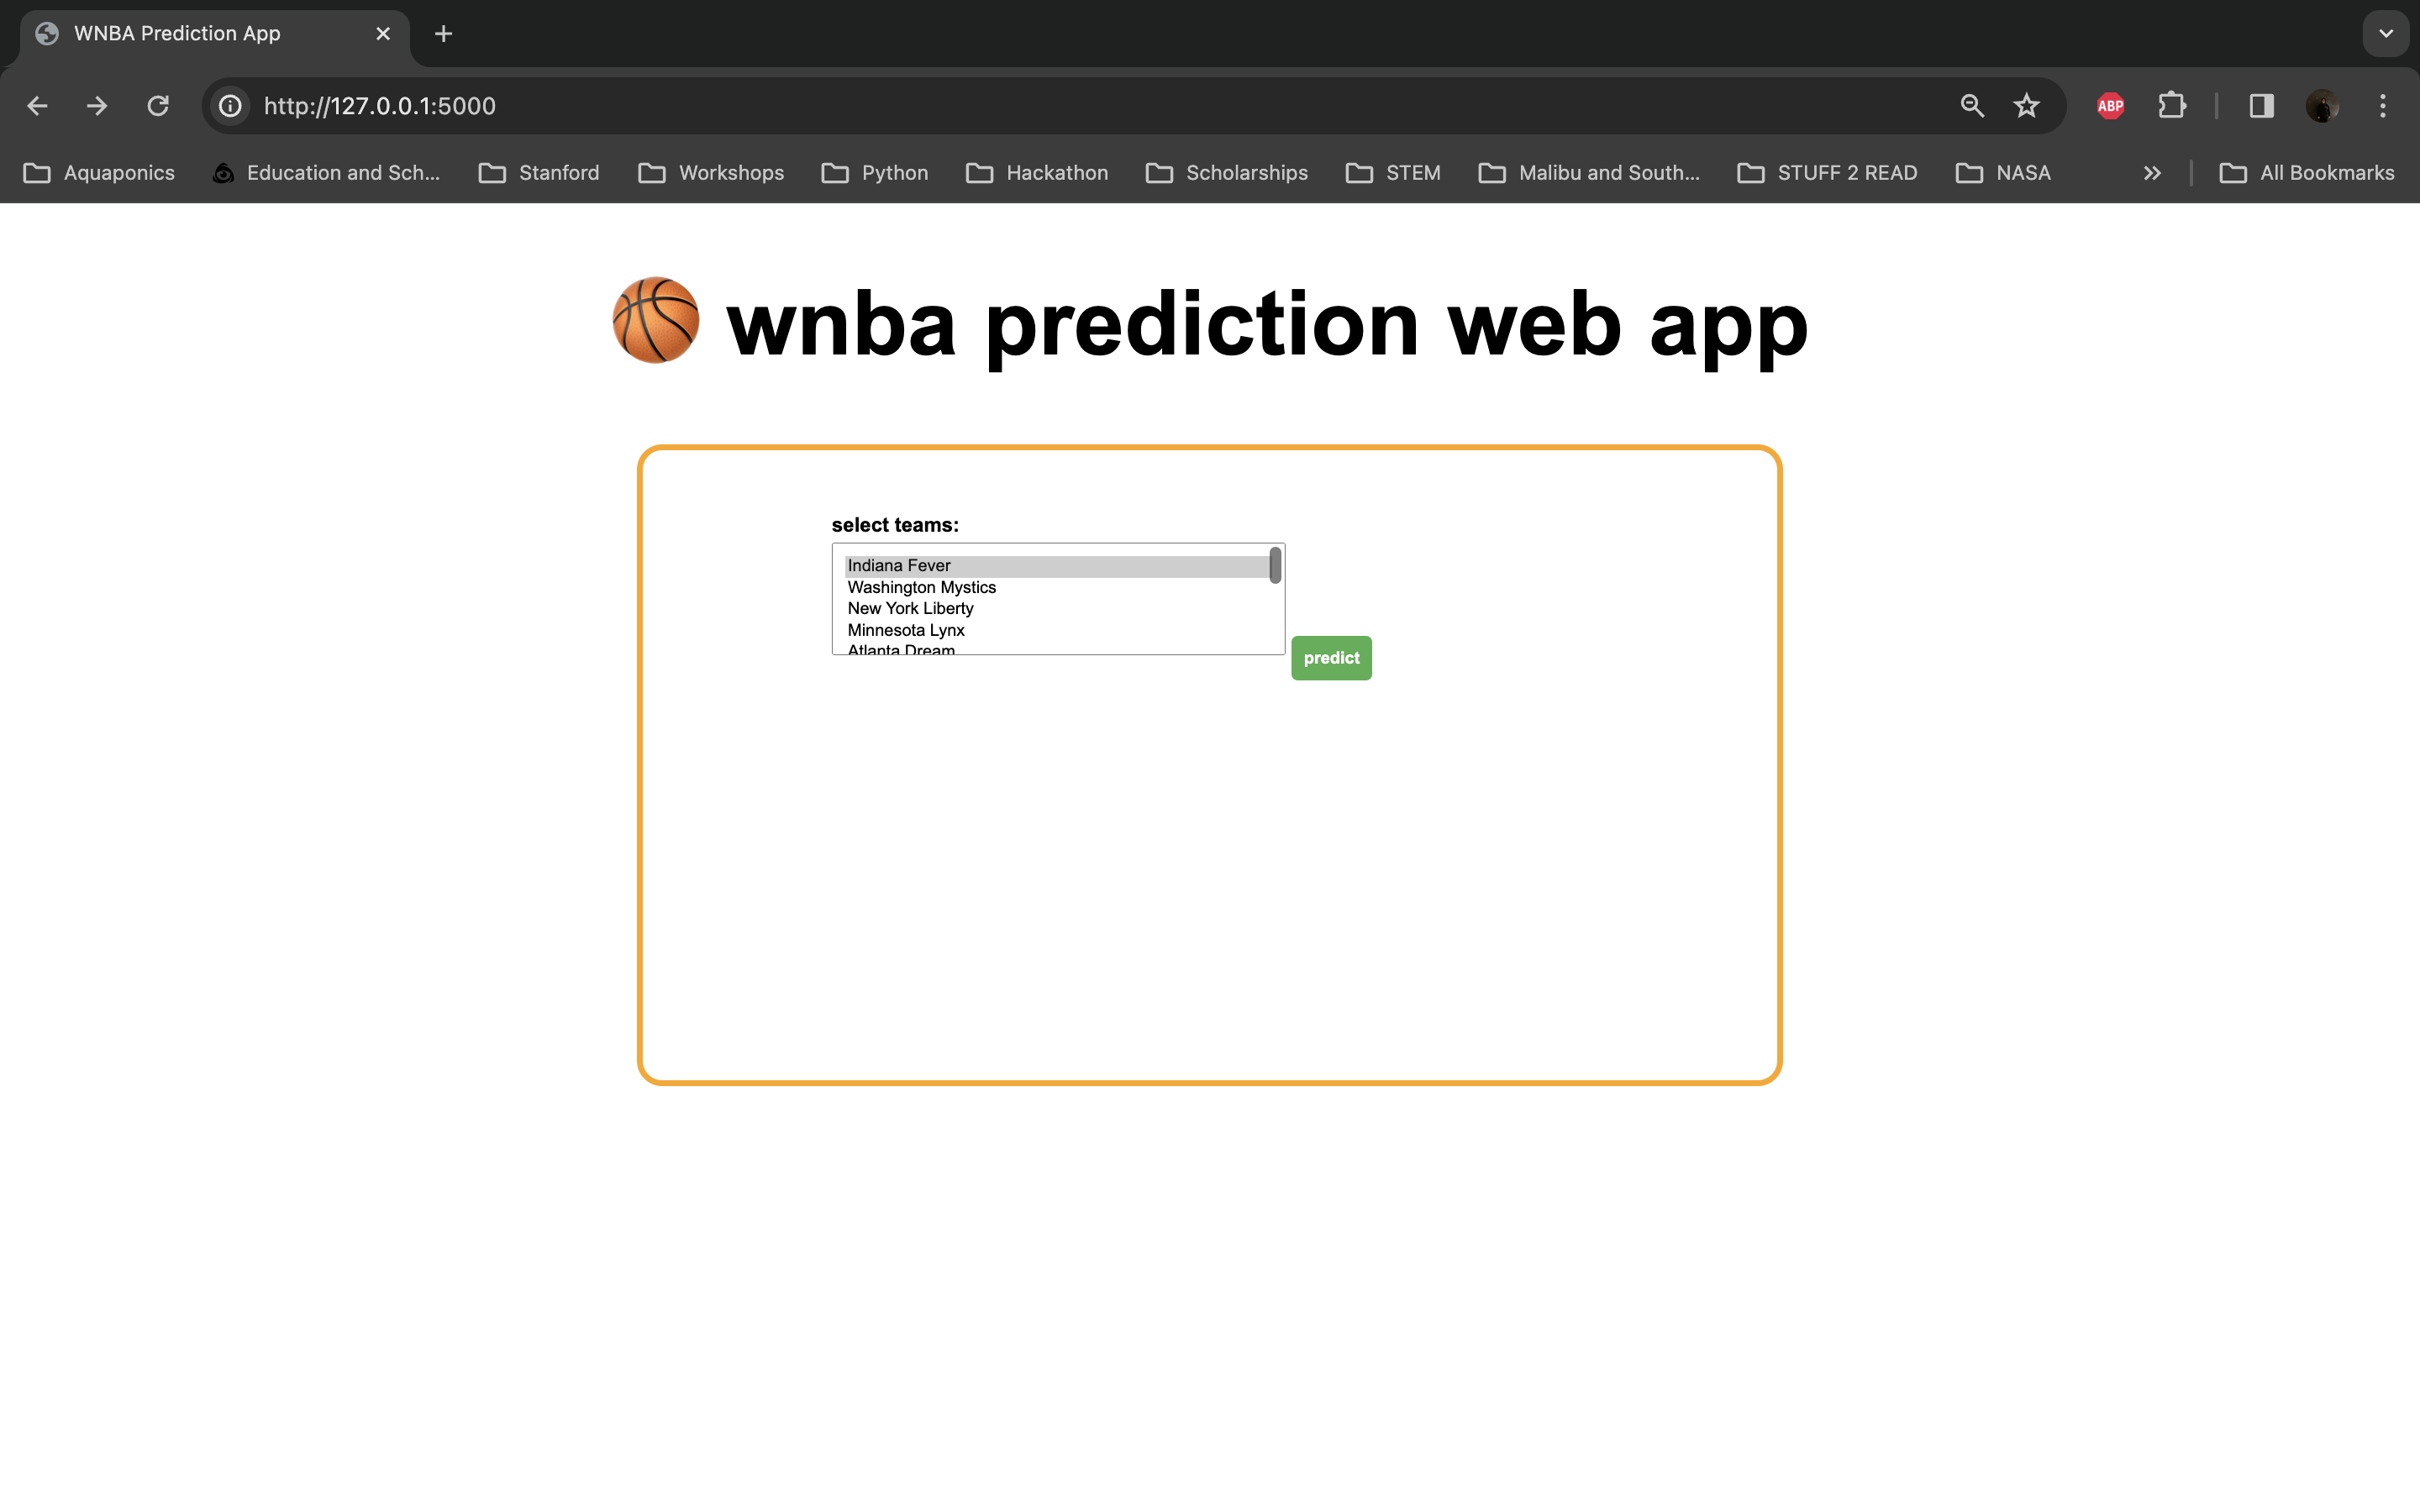 WNBA Prediction App
http://127.0.0.1:5000
ABP
Aquaponics Education and Sch... Stanford Workshops Python Hackathon Scholarships STEM Malibu and South... STUFF 2 READ NASA All Bookmarks
wnba prediction web app
select teams:
Indiana Fever
Washington Mystics
New York Liberty
Minnesota Lynx
Atlanta Dream
predict